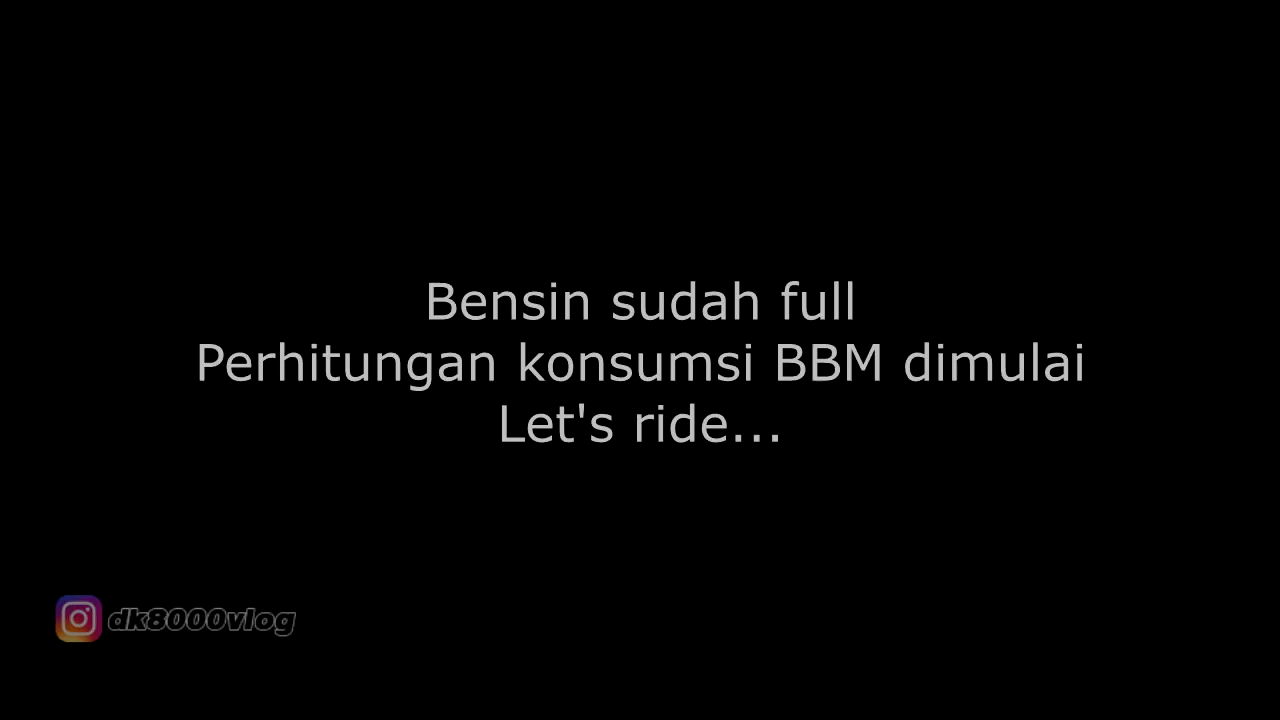 Bensin sudah full
Perhitungan konsumsi BBM dimulai
Let's ride...
dk8000vlog